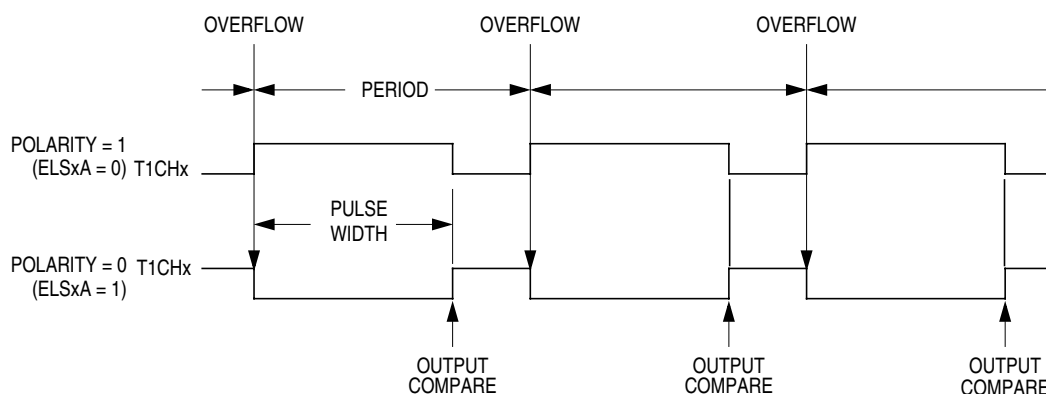 OVERFLOW OVERFLOW OVERFLOW
PERIOD
POLARITY = 1
(ELSxA = 0) T1CHx
PULSE
WIDTH
POLARITY = 0 T1CHx
(ELSxA = 1)
OUTPUT
COMPARE
OUTPUT
COMPARE
OUTPUT
COMPARE